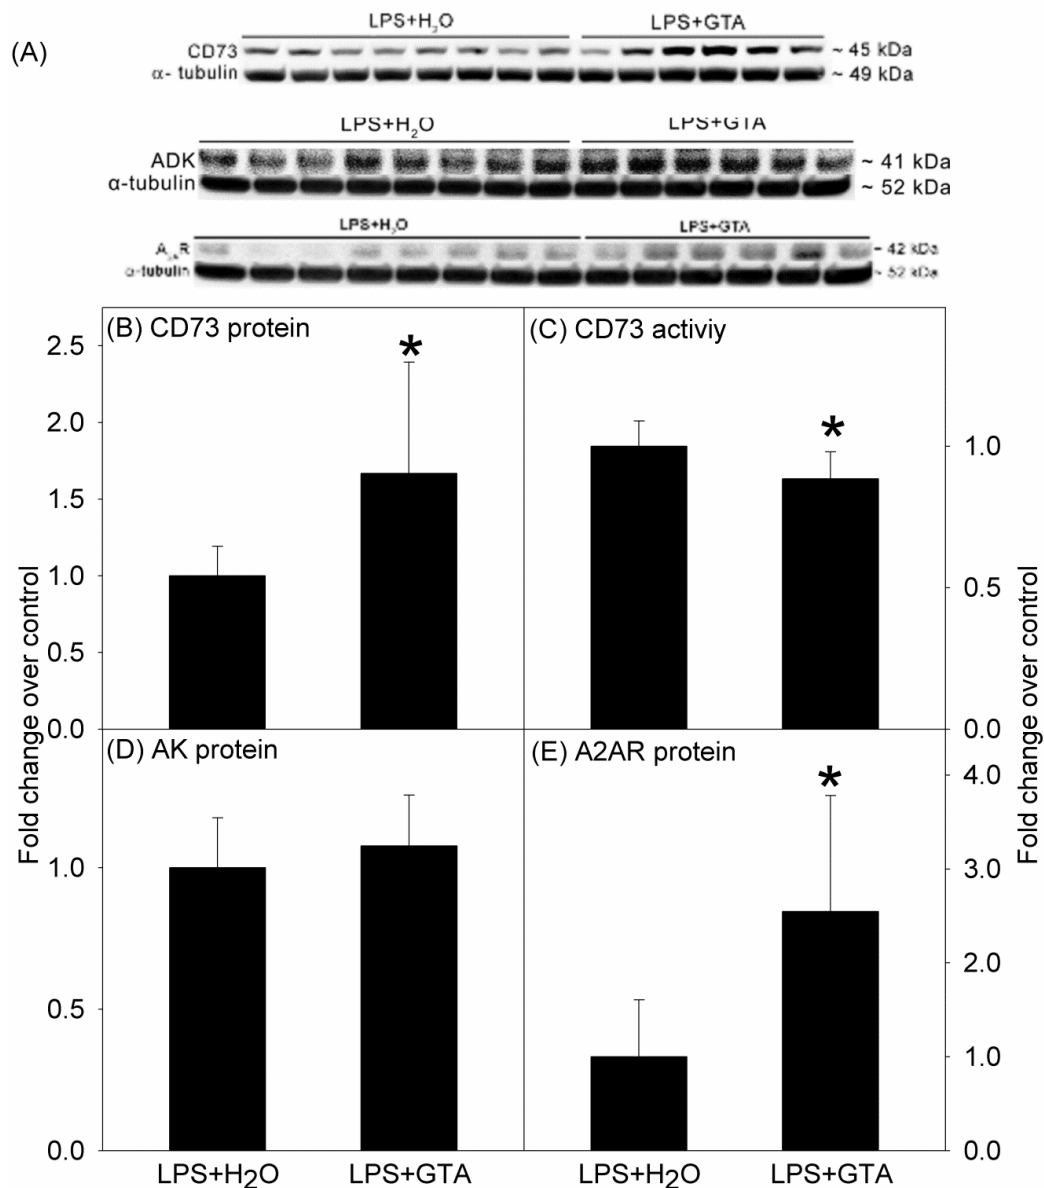 (A)
LPS+H₂O LPS+GTA
CD73 ~ 45 kDa
α- tubulin ~ 49 kDa
LPS+H₂O LPS+GTA
ADK ~ 41 kDa
α-tubulin ~ 52 kDa
LPS+H₂O LPS+GTA
A₂ₐR ~ 42 kDa
α-tubulin ~ 52 kDa
(B) CD73 protein
2.5
2.0
1.5
1.0
0.5
0.0
*
(C) CD73 activiy
1.0
0.5
0.0
*
Fold change over control
Fold change over control
(D) AK protein
1.0
0.5
0.0
LPS+H2O LPS+GTA
(E) A2AR protein
4.0
3.0
2.0
1.0
0.0
*
LPS+H2O LPS+GTA